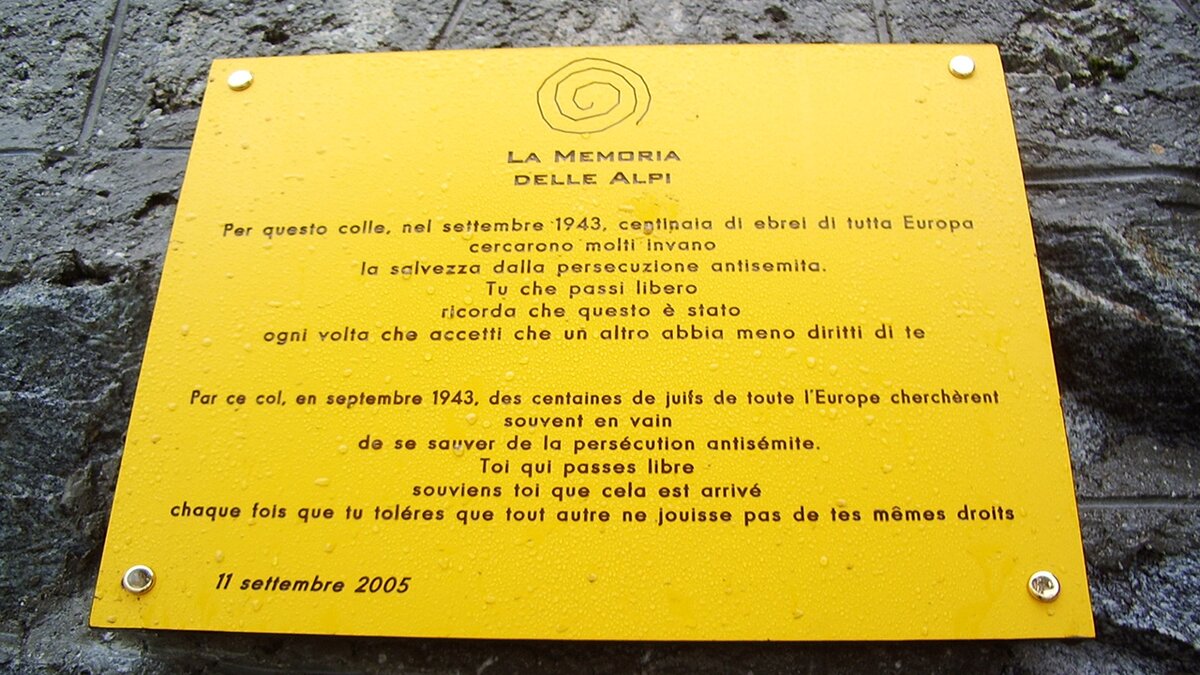 La Memoria
delle Alpi
Per questo colle, nel settembre 1943, centinaia di ebrei di tutta Europa
cercarono molti invano
la salvezza dalla persecuzione antisemita.
Tu che passi libero
ricorda che questo è stato
ogni volta che accetti che un altro abbia meno diritti di te
Par ce col, en septembre 1943, des centaines de juifs de toute l'Europe cherchèrent
souvent en vain
de se sauver de la persécution antisémite.
Toi qui passes libre
souviens toi que cela est arrivé
chaque fois que tu toléres que tout autre ne jouisse pas de tes mêmes droits
11 settembre 2005